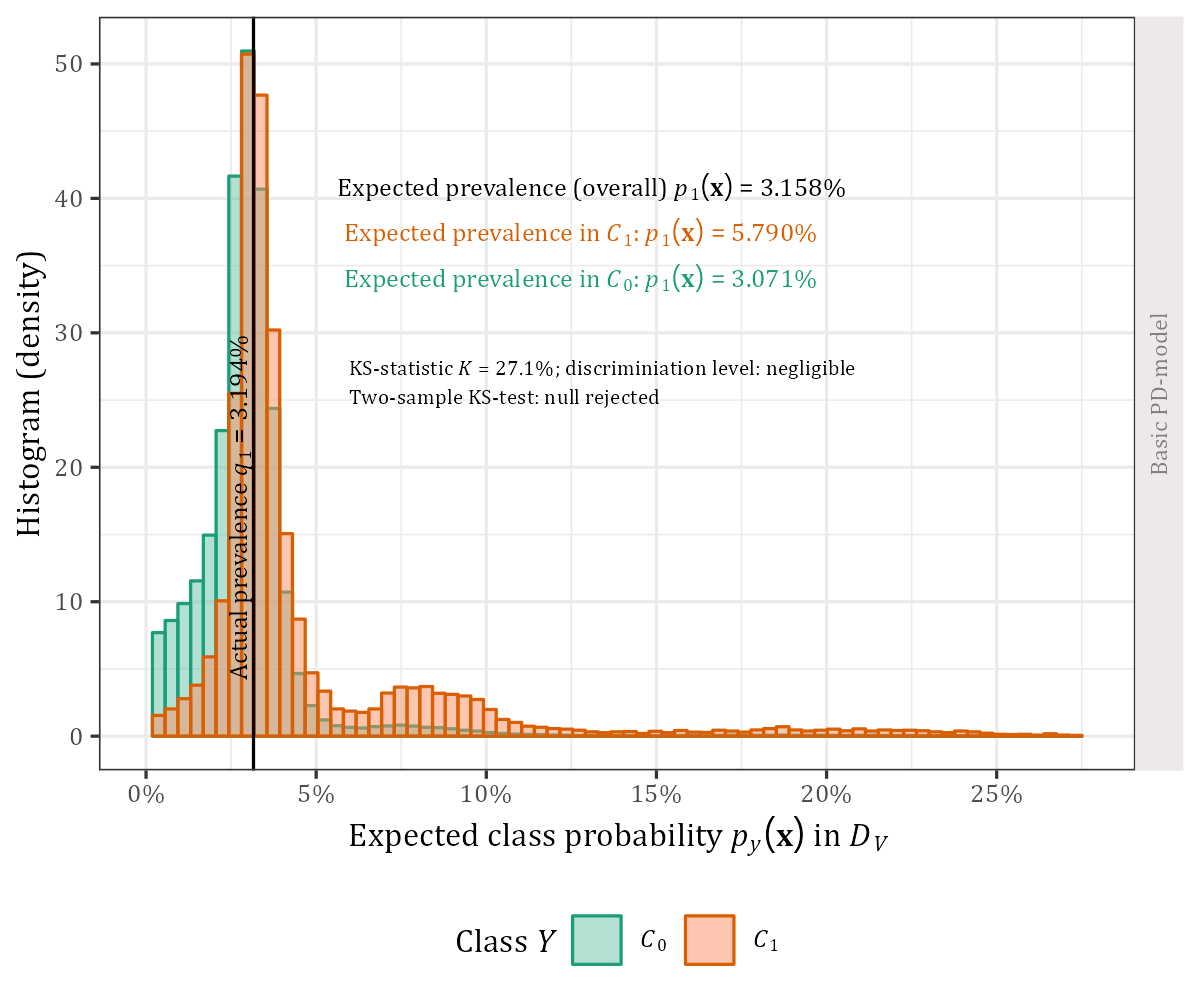 50
40
30
20
10
0
Histogram (density)
Expected prevalence (overall) p₁(x) = 3.158%
Expected prevalence in C₁: p₁(x) = 5.790%
Expected prevalence in C₀: p₁(x) = 3.071%
KS-statistic K = 27.1%; discriminiation level: negligible
Two-sample KS-test: null rejected
Actual prevalence q₁ = 3.194%
Basic PD-model
0% 5% 10% 15% 20% 25%
Expected class probability p_y(x) in D_V
Class Y C₀ C₁